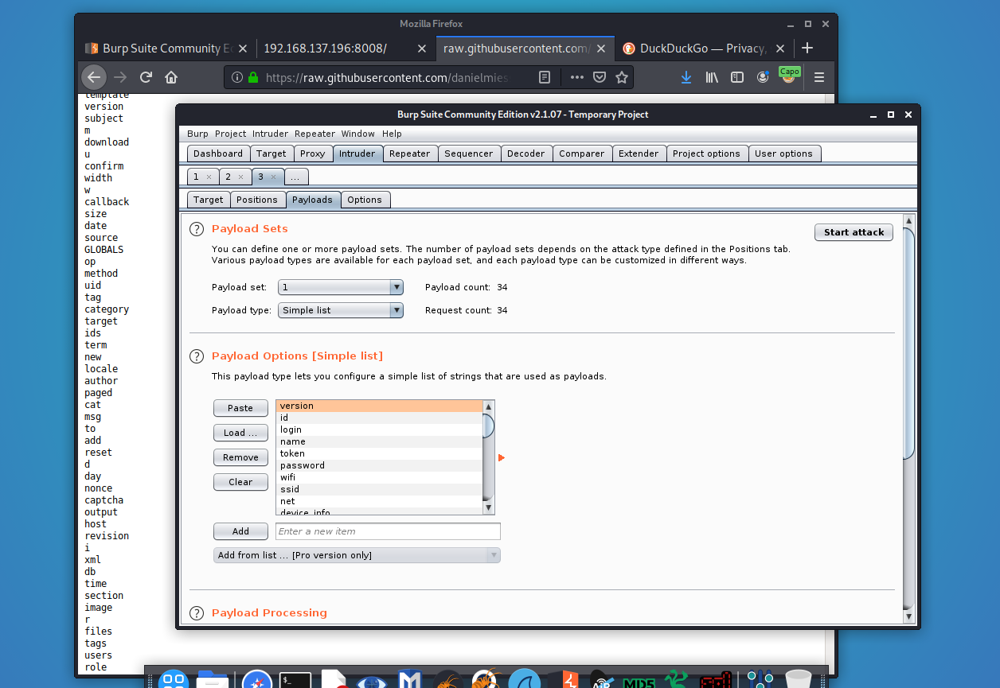 Mozilla Firefox
Burp Suite Community E
192.168.137.196:8008/
raw.githubusercontent.com/
DuckDuckGo — Privacy,
https://raw.githubusercontent.com/danielmies
Capo
template
version
subject
m
download
u
confirm
width
w
callback
size
date
source
GLOBALS
op
method
uid
tag
category
target
ids
term
new
locale
author
paged
cat
msg
to
add
reset
d
day
nonce
captcha
output
host
revision
i
xml
db
time
section
image
r
files
tags
users
role
Burp Suite Community Edition v2.1.07 - Temporary Project
Burp Project Intruder Repeater Window Help
Dashboard Target Proxy Intruder Repeater Sequencer Decoder Comparer Extender Project options User options
1 × 2 × 3 × ...
Target Positions Payloads Options
? Payload Sets
Start attack
You can define one or more payload sets. The number of payload sets depends on the attack type defined in the Positions tab.
Various payload types are available for each payload set, and each payload type can be customized in different ways.
Payload set: 1 Payload count: 34
Payload type: Simple list Request count: 34
? Payload Options [Simple list]
This payload type lets you configure a simple list of strings that are used as payloads.
Paste
Load ...
Remove
Clear
version
id
login
name
token
password
wifi
ssid
net
device_info
Add Enter a new item
Add from list ... [Pro version only]
? Payload Processing
$_
AIR
MD5
sql